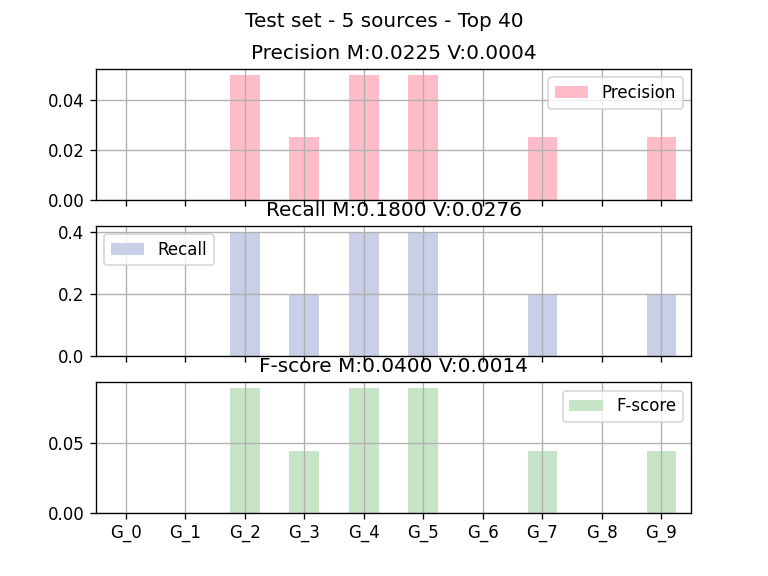 Test set - 5 sources - Top 40
Precision M:0.0225 V:0.0004
0.04
0.02
0.00
Precision
Recall M:0.1800 V:0.0276
0.4
0.2
0.0
Recall
F-score M:0.0400 V:0.0014
0.05
0.00
F-score
G_0 G_1 G_2 G_3 G_4 G_5 G_6 G_7 G_8 G_9